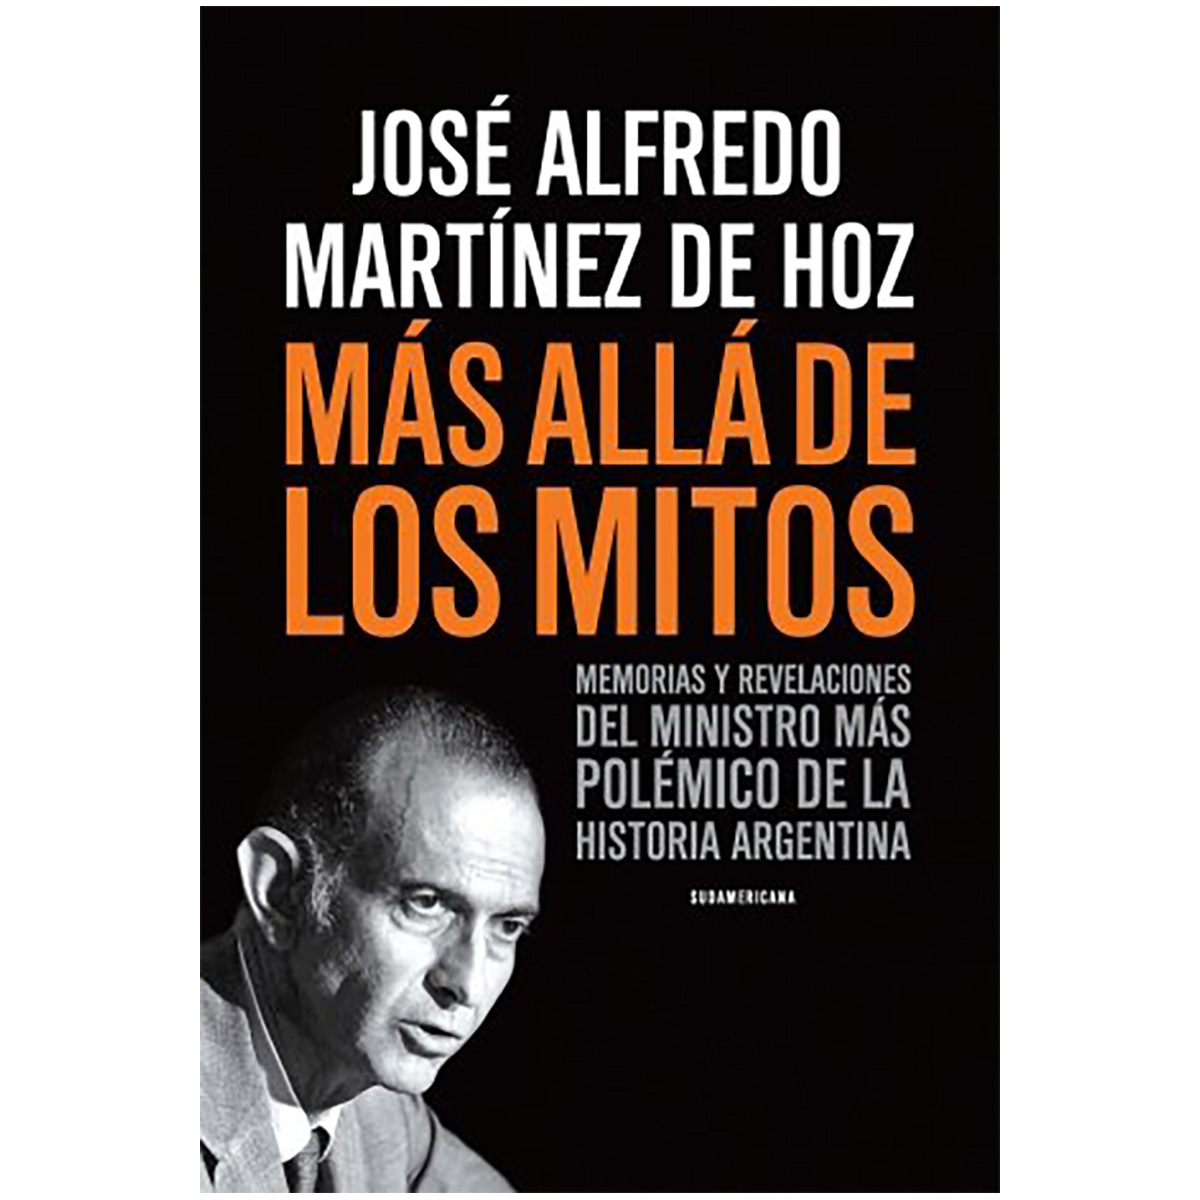 JOSÉ ALFREDO
MARTÍNEZ DE HOZ
MÁS ALLÁ DE
LOS MITOS
MEMORIAS Y REVELACIONES
DEL MINISTRO MÁS
POLÉMICO DE LA
HISTORIA ARGENTINA
SUDAMERICANA